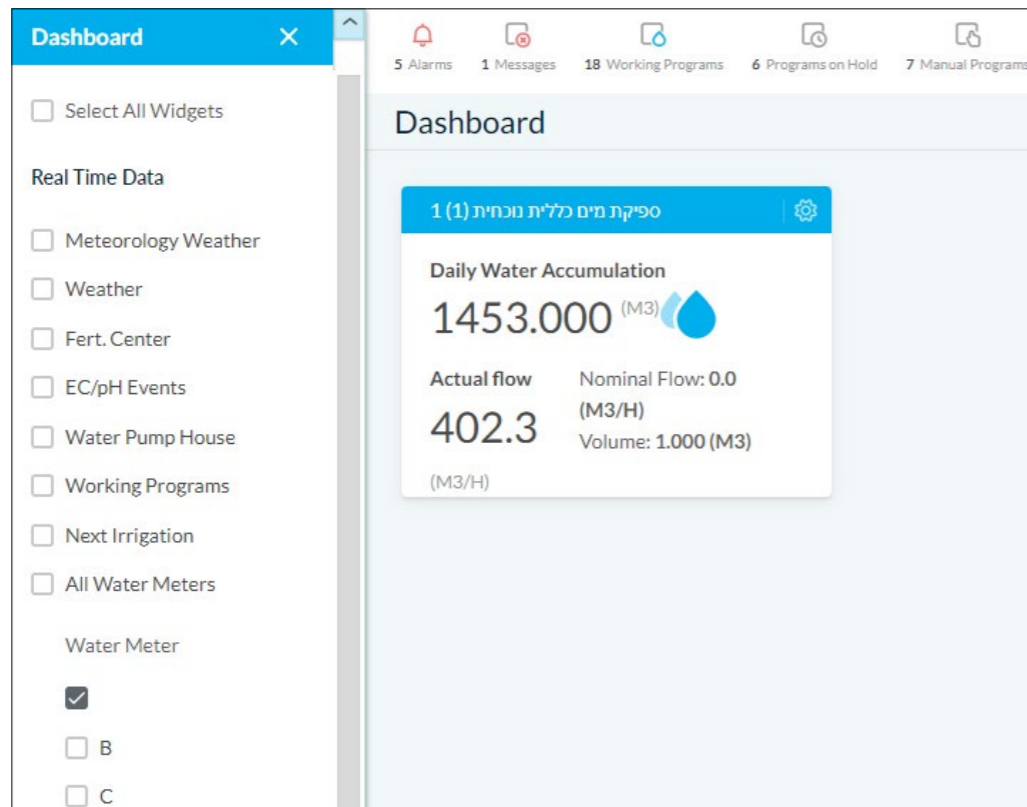 Dashboard
Select All Widgets
Real Time Data
Meteorology Weather
Weather
Fert. Center
EC/pH Events
Water Pump House
Working Programs
Next Irrigation
All Water Meters
Water Meter
B
C
5 Alarms
1 Messages
18 Working Programs
6 Programs on Hold
7 Manual Programs
Dashboard
ספיקת מים כללית נוכחית (1) 1
Daily Water Accumulation
1453.000 (M3)
Actual flow
402.3
(M3/H)
Nominal Flow: 0.0
(M3/H)
Volume: 1.000 (M3)